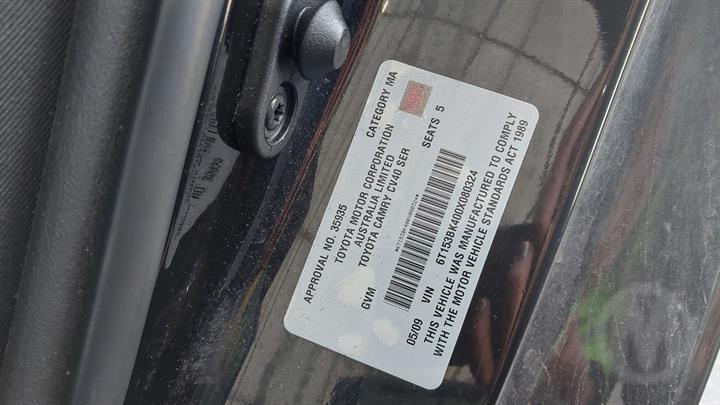 APPROVAL NO. 35935 CATEGORY MA
TOYOTA MOTOR CORPORATION
AUSTRALIA LIMITED
TOYOTA CAMRY CV40 SER
GVM SEATS 5
*6T153BK400X080324*
05/09 VIN 6T153BK400X080324
THIS VEHICLE WAS MANUFACTURED TO COMPLY
WITH THE MOTOR VEHICLE STANDARDS ACT 1989